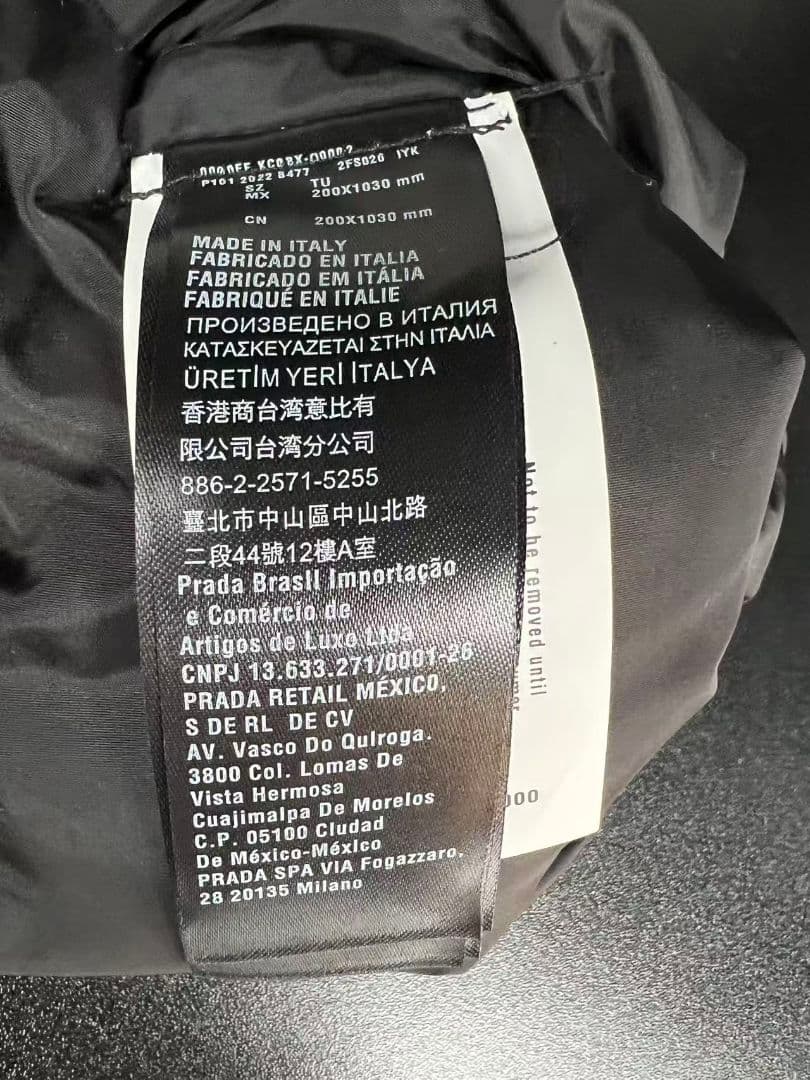 P101 2022 B477 2FS026 IYK
SZ TU
MX 200X1030 mm
CN 200X1030 mm
MADE IN ITALY
FABRICADO EN ITALIA
FABRICADO EM ITÁLIA
FABRIQUÉ EN ITALIE
ПРОИЗВЕДЕНО В ИТАЛИЯ
ΚΑΤΑΣΚΕΥΑΖΕΤΑΙ ΣΤΗΝ ΙΤΑΛΙΑ
ÜRETİM YERİ İTALYA
香港商台湾意比有
限公司台湾分公司
886-2-2571-5255
臺北市中山區中山北路
二段44號12樓A室
Prada Brasil Importação
e Comércio de
Artigos de Luxo Ltda
CNPJ 13.633.271/0001-26
PRADA RETAIL MÉXICO,
S DE RL DE CV
AV. Vasco Do Quiroga.
3800 Col. Lomas De
Vista Hermosa
Cuajimalpa De Morelos
C.P. 05100 Cludad
De México-México
PRADA SPA VIA Fogazzaro,
28 20135 Milano
Not to be removed until